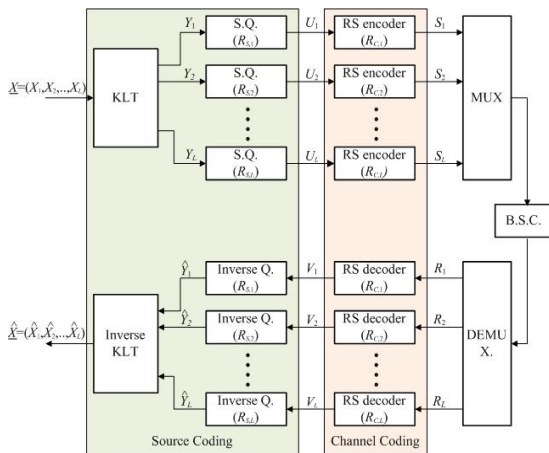 X=(X1,X2,...,XL)
KLT
Y1
Y2
YL
S.Q.
(RS,1)
S.Q.
(RS,2)
S.Q.
(RS,L)
U1
U2
UL
RS encoder
(RC,1)
RS encoder
(RC,2)
RS encoder
(RC,L)
S1
S2
SL
MUX
B.S.C.
X̂=(X̂1,X̂2,...,X̂L)
Inverse
KLT
Ŷ1
Ŷ2
ŶL
Inverse Q.
(RS,1)
Inverse Q.
(RS,2)
Inverse Q.
(RS,L)
V1
V2
VL
RS decoder
(RC,1)
RS decoder
(RC,2)
RS decoder
(RC,L)
R1
R2
RL
DEMU
X.
Source Coding
Channel Coding